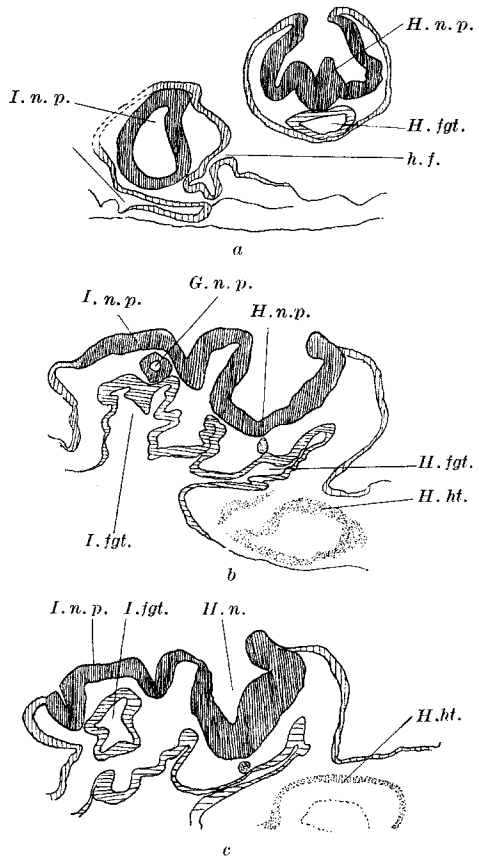 H. n. p.
I. n. p.
H. fgt.
h. f.
a
G. n. p.
I. n. p.
H. n. p.
H. fgt.
H. ht.
I. fgt.
b
I. n. p. I. fgt. H. n.
H. ht.
c